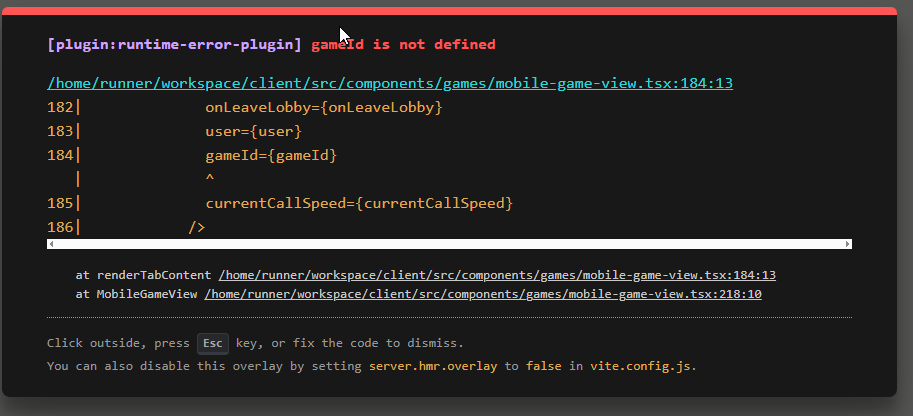 [plugin:runtime-error-plugin] gameId is not defined
/home/runner/workspace/client/src/components/games/mobile-game-view.tsx:184:13
182|              onLeaveLobby={onLeaveLobby}
183|              user={user}
184|              gameId={gameId}
   |              ^
185|              currentCallSpeed={currentCallSpeed}
186|            />
at renderTabContent /home/runner/workspace/client/src/components/games/mobile-game-view.tsx:184:13
at MobileGameView /home/runner/workspace/client/src/components/games/mobile-game-view.tsx:218:10
Click outside, press Esc key, or fix the code to dismiss.
You can also disable this overlay by setting server.hmr.overlay to false in vite.config.js.